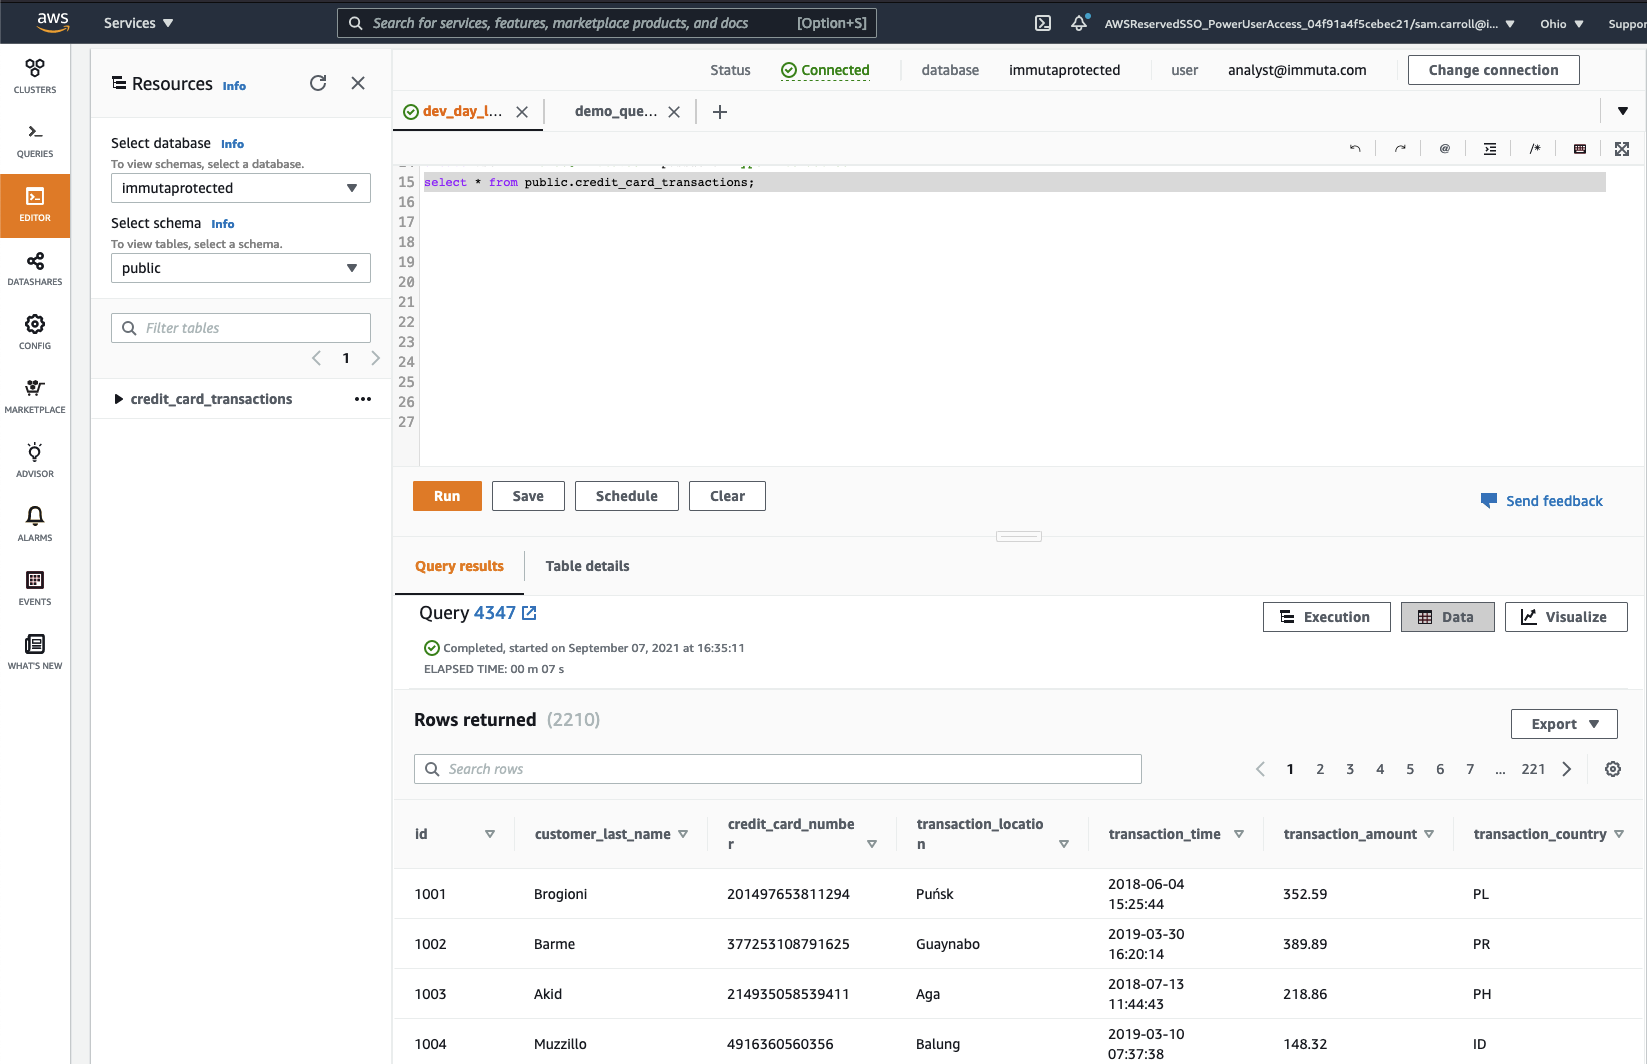 aws
Services
Search for services, features, marketplace products, and docs
[Option+S]
AWSReservedSSO_PowerUserAccess_04f91a4f5cebec21/sam.carroll@i...
Ohio
Suppor
CLUSTERS
QUERIES
EDITOR
DATASHARES
CONFIG
MARKETPLACE
ADVISOR
ALARMS
EVENTS
WHAT'S NEW
Resources Info
Select database Info
To view schemas, select a database.
immutaprotected
Select schema Info
To view tables, select a schema.
public
Filter tables
1
credit_card_transactions
Status Connected database immutaprotected user analyst@immuta.com Change connection
dev_day_l... demo_que...
@ /*
15 select * from public.credit_card_transactions;
16
17
18
19
20
21
22
23
24
25
26
27
Run Save Schedule Clear
Send feedback
Query results Table details
Query 4347
Execution Data Visualize
Completed, started on September 07, 2021 at 16:35:11
ELAPSED TIME: 00 m 07 s
Rows returned (2210)
Export
Search rows
1 2 3 4 5 6 7 ... 221
id customer_last_name credit_card_numbe
r transaction_locatio
n transaction_time transaction_amount transaction_country
1001 Brogioni 201497653811294 Puńsk 2018-06-04
15:25:44 352.59 PL
1002 Barme 377253108791625 Guaynabo 2019-03-30
16:20:14 389.89 PR
1003 Akid 214935058539411 Aga 2018-07-13
11:44:43 218.86 PH
1004 Muzzillo 4916360560356 Balung 2019-03-10
07:37:38 148.32 ID